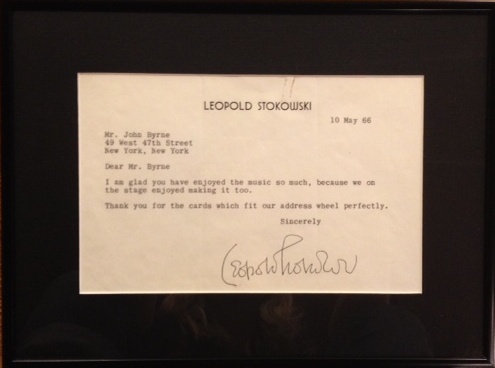 LEOPOLD STOKOWSKI
10 May 66
Mr. John Byrne
49 West 47th Street
New York, New York
Dear Mr. Byrne
I am glad you have enjoyed the music so much, because we on
the stage enjoyed making it too.
Thank you for the cards which fit our address wheel perfectly.
Sincerely
Leopold Stokowski